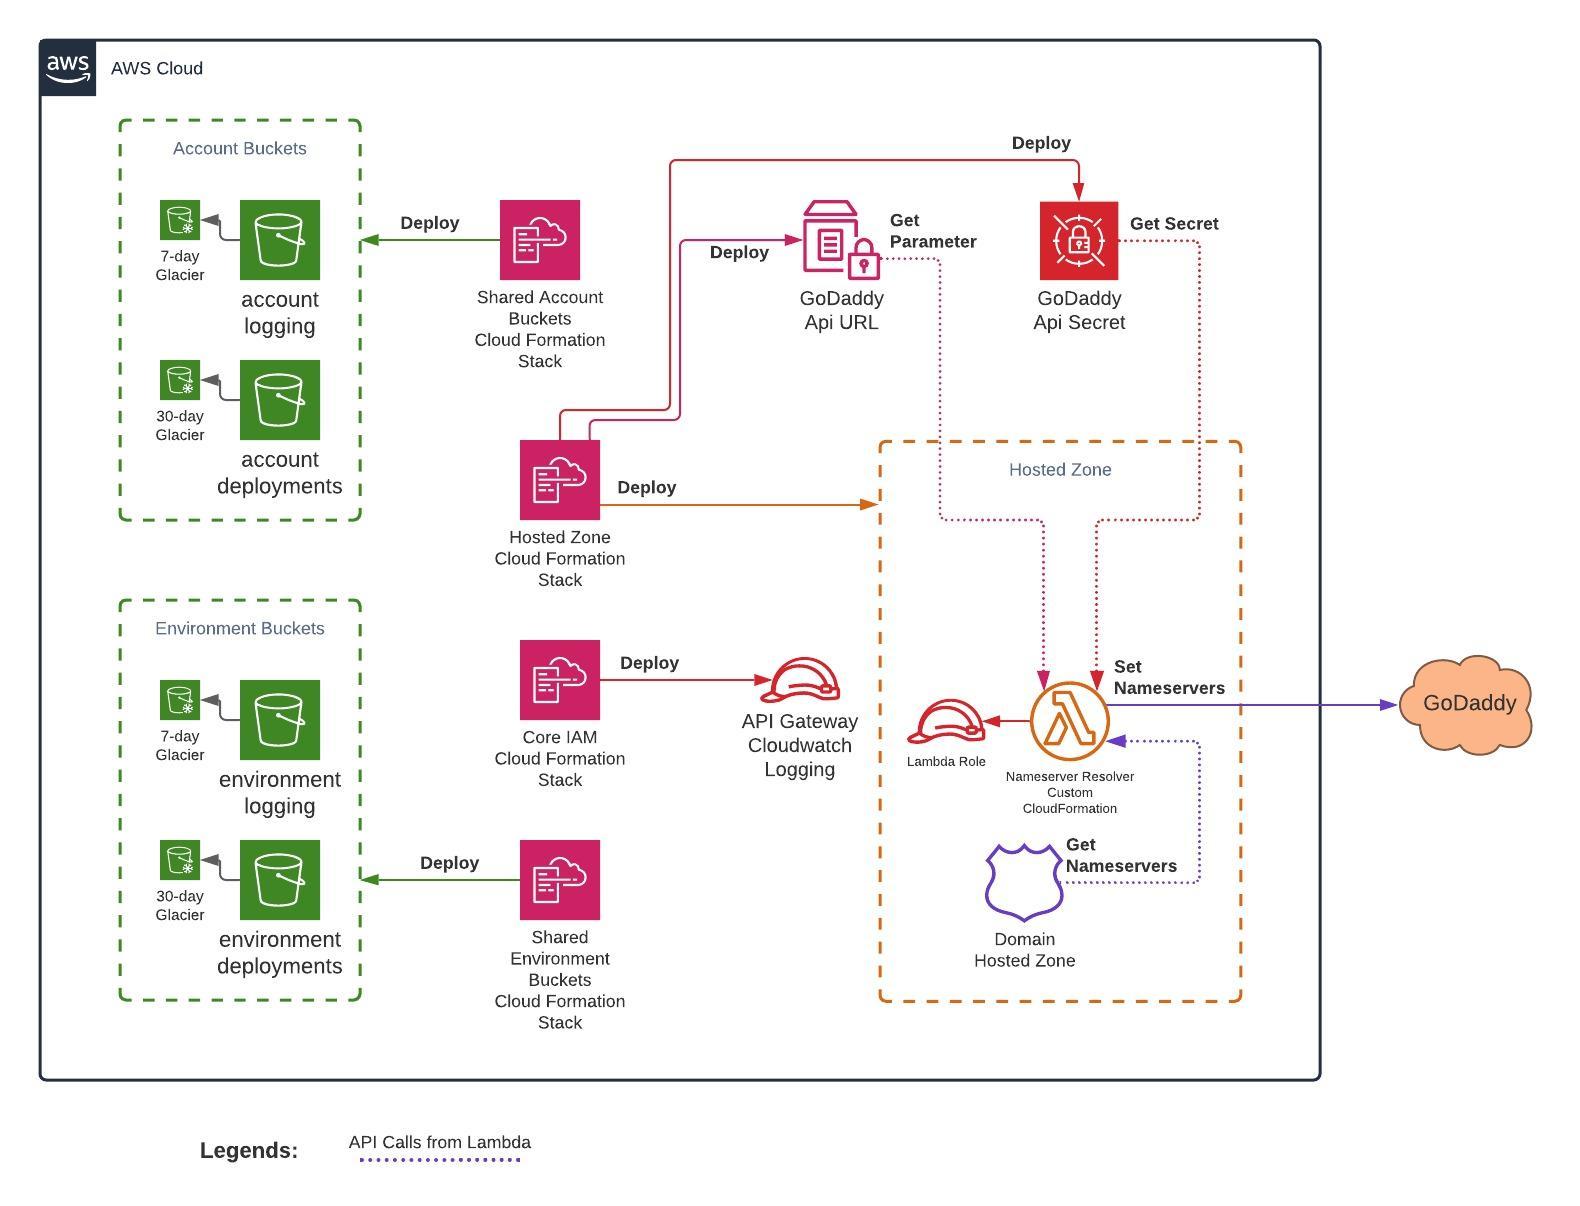 aws
AWS Cloud
Account Buckets
7-day
Glacier
account
logging
30-day
Glacier
account
deployments
Deploy
Shared Account
Buckets
Cloud Formation
Stack
Deploy
Deploy
Get
Parameter
GoDaddy
Api URL
Get Secret
GoDaddy
Api Secret
Deploy
Hosted Zone
Cloud Formation
Stack
Hosted Zone
Environment Buckets
7-day
Glacier
environment
logging
30-day
Glacier
environment
deployments
Deploy
Core IAM
Cloud Formation
Stack
API Gateway
Cloudwatch
Logging
Deploy
Shared
Environment
Buckets
Cloud Formation
Stack
Set
Nameservers
GoDaddy
Lambda Role
Nameserver Resolver
Custom
CloudFormation
Get
Nameservers
Domain
Hosted Zone
Legends:
API Calls from Lambda